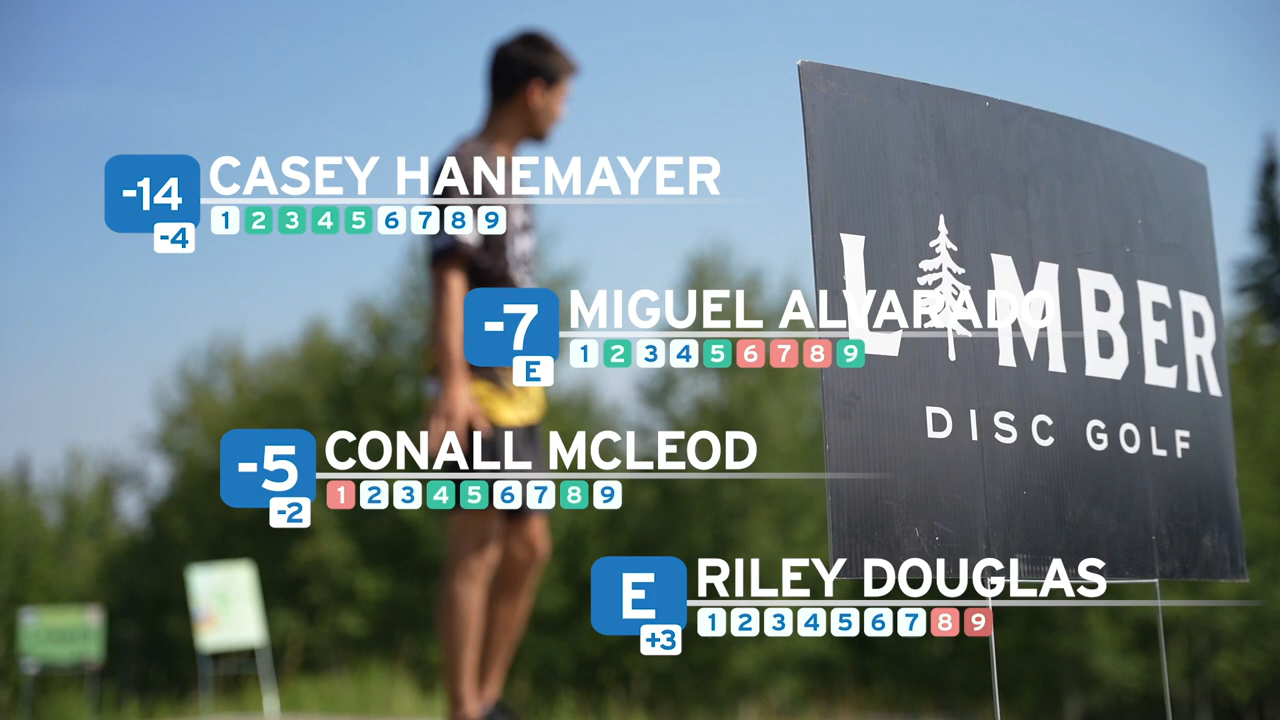 CASEY HANEMAYER
-14
-4
1 2 3 4 5 6 7 8 9
MIGUEL ALVARADO
-7
E
1 2 3 4 5 6 7 8 9
LIMBER
DISC GOLF
CONALL MCLEOD
-5
-2
1 2 3 4 5 6 7 8 9
RILEY DOUGLAS
E
+3
1 2 3 4 5 6 7 8 9